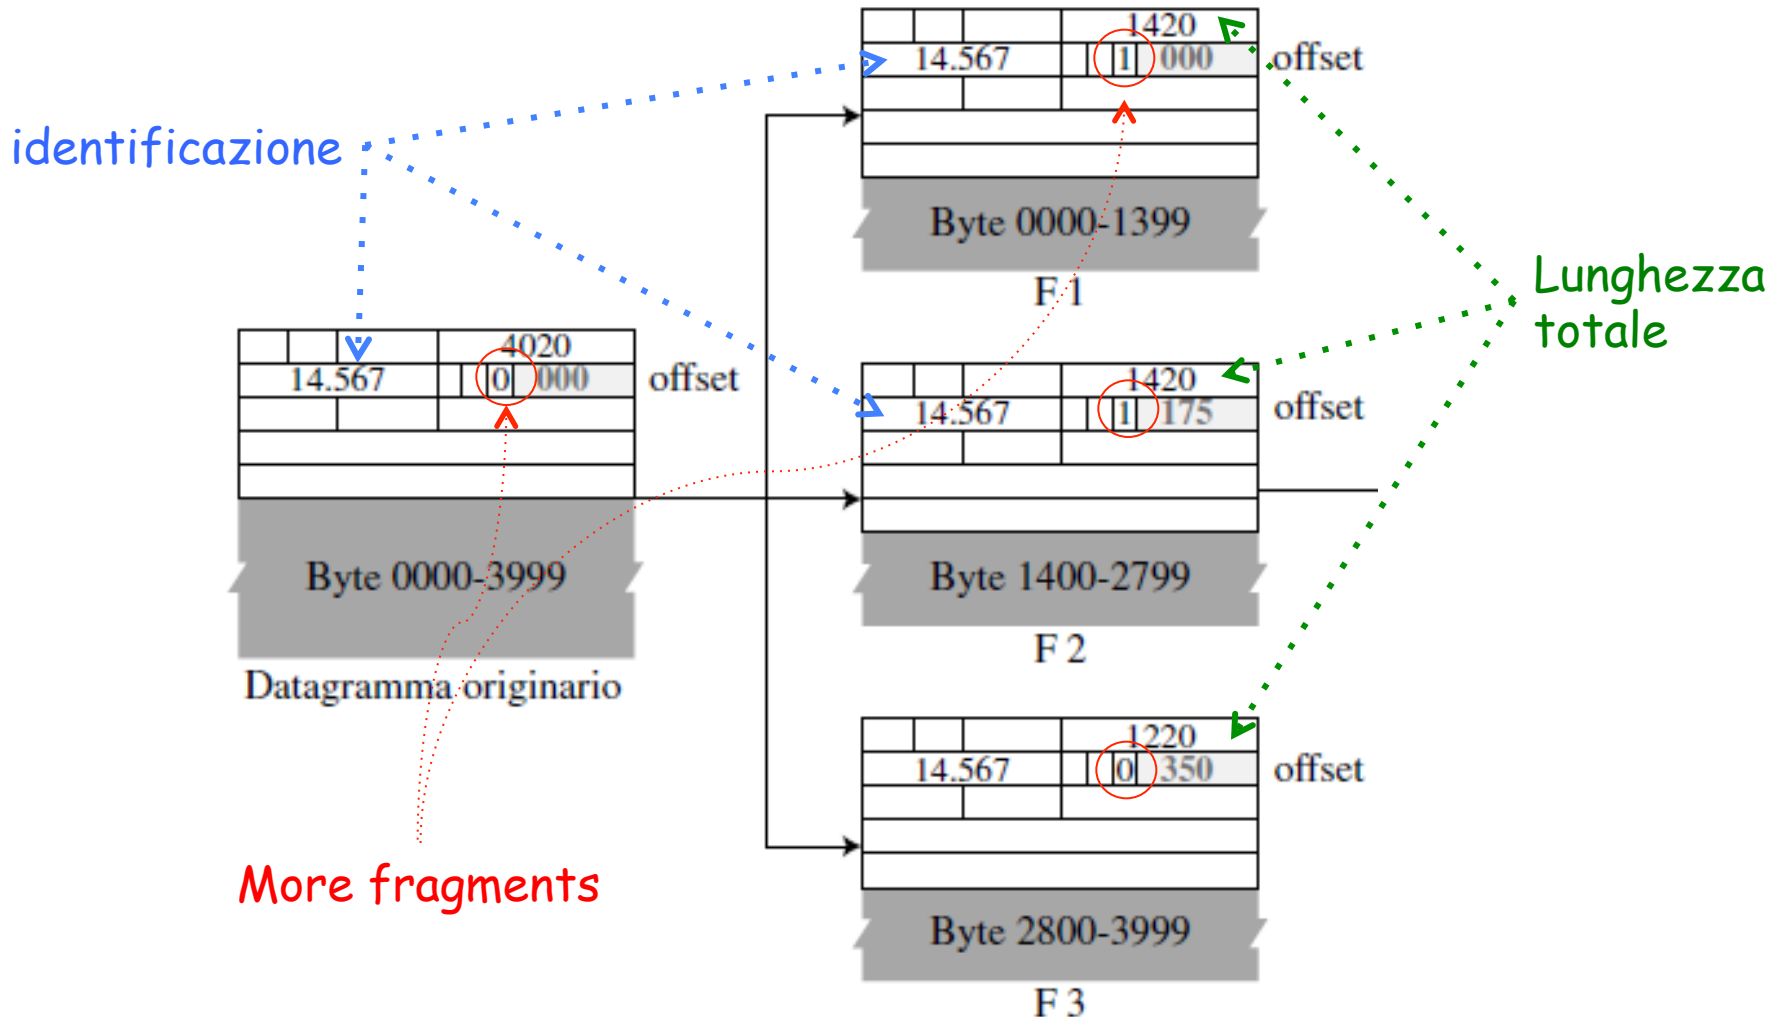 1420
14.567 1 000 offset
identificazione
Byte 0000-1399
F 1
Lunghezza
totale
4020
14.567 0 000 offset
1420
14.567 1 175 offset
Byte 0000-3999
Byte 1400-2799
F 2
Datagramma originario
1220
14.567 0 350 offset
More fragments
Byte 2800-3999
F 3